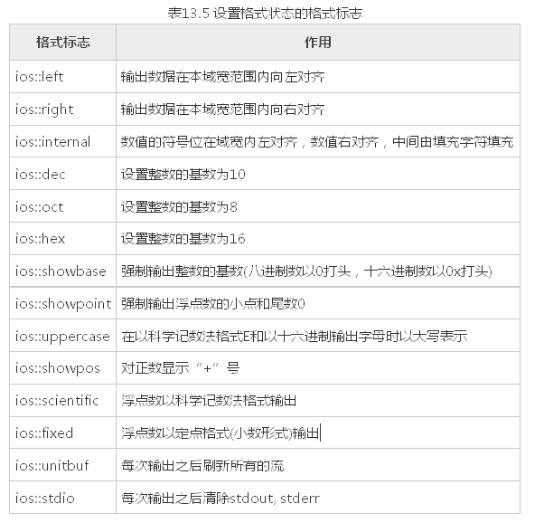 表13.5 设置格式状态的格式标志
格式标志 作用
ios::left 输出数据在本域宽范围内向左对齐
ios::right 输出数据在本域宽范围内向右对齐
ios::internal 数值的符号位在域宽内左对齐，数值右对齐，中间由填充字符填充
ios::dec 设置整数的基数为10
ios::oct 设置整数的基数为8
ios::hex 设置整数的基数为16
ios::showbase 强制输出整数的基数(八进制数以0打头，十六进制数以0x打头)
ios::showpoint 强制输出浮点数的小点和尾数0
ios::uppercase 在以科学记数法格式E和以十六进制输出字母时以大写表示
ios::showpos 对正数显示“+”号
ios::scientific 浮点数以科学记数法格式输出
ios::fixed 浮点数以定点格式(小数形式)输出
ios::unitbuf 每次输出之后刷新所有的流
ios::stdio 每次输出之后清除stdout, stderr